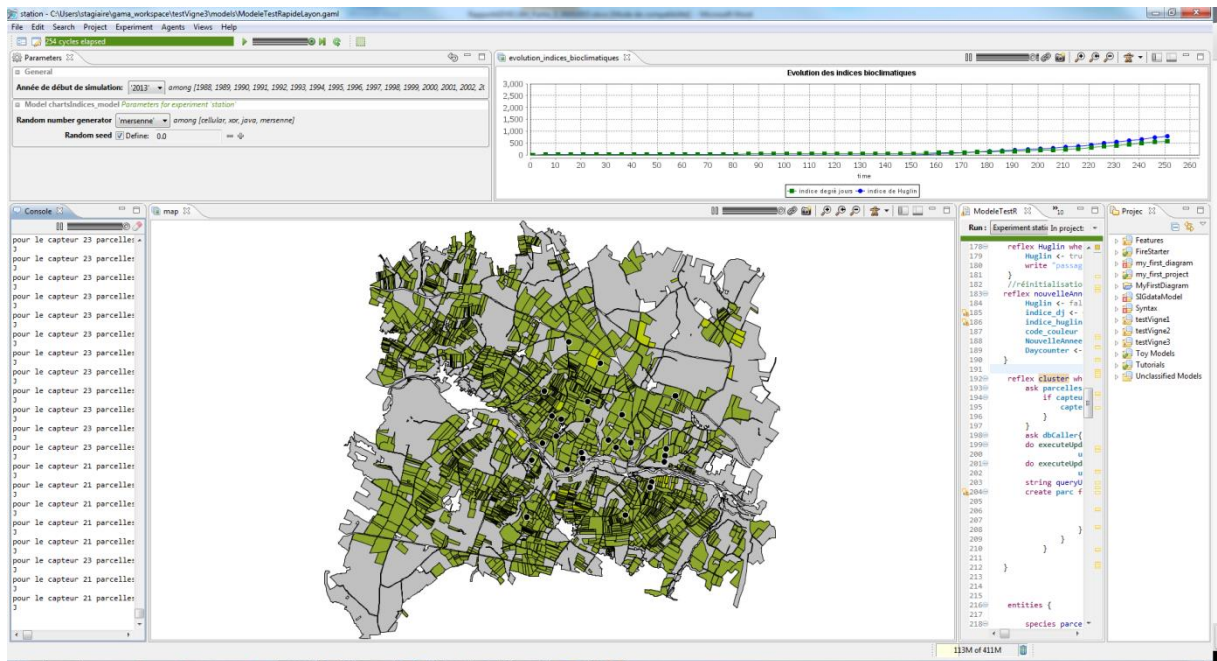 station - C:\Users\stagiaire\gama_workspace\testVigne3\models\ModeleTestRapideLayon.gaml
File Edit Search Project Experiment Agents Views Help
254 cycles elapsed
Parameters
General
Année de début de simulation: '2013' among [1988, 1989, 1990, 1991, 1992, 1993, 1994, 1995, 1996, 1997, 1998, 1999, 2000, 2001, 2002, 20
Model chartsIndices_model Parameters for experiment 'station'
Random number generator 'mersenne' among [cellular, xor, java, mersenne]
Random seed Define: 0.0
evolution_indices_bioclimatiques
Evolution des indices bioclimatiques
3,000
2,500
2,000
1,500
1,000
500
0
0 10 20 30 40 50 60 70 80 90 100 110 120 130 140 150 160 170 180 190 200 210 220 230 240 250 260
time
indice degré jours indice de Huglin
Console
pour le capteur 23 parcelles
]
pour le capteur 23 parcelles
]
pour le capteur 23 parcelles
]
pour le capteur 23 parcelles
]
pour le capteur 23 parcelles
]
pour le capteur 23 parcelles
]
pour le capteur 23 parcelles
]
pour le capteur 23 parcelles
]
pour le capteur 23 parcelles
]
pour le capteur 23 parcelles
]
pour le capteur 23 parcelles
]
pour le capteur 23 parcelles
]
pour le capteur 21 parcelles
]
pour le capteur 21 parcelles
]
pour le capteur 21 parcelles
]
pour le capteur 21 parcelles
]
pour le capteur 21 parcelles
]
pour le capteur 23 parcelles
]
pour le capteur 21 parcelles
]
pour le capteur 21 parcelles
]
map
ModeleTestR
10
Run: Experiment static In project:
178 reflex Huglin whe
179 Huglin <- tru
180 write "passag
181 }
182 //réinitialisatio
183 reflex nouvelleAnn
184 Huglin <- fal
185 indice_dj <-
186 indice_huglin
187 code_couleur
188 NouvelleAnnee
189 Daycounter <-
190 }
191
192 reflex cluster wh
193 ask parcelles
194 if capteu
195 capte
196 }
197 }
198 ask dbCaller{
199 do executeUpd
200 u
201 do executeUpd
202 u
203 string queryU
204 create parc f
205
206
207
208 }
209 }
210 }
211
212 }
213
214
215
216 entities {
217
218 species parce
Projec
Features
FireStarter
my_first_diagram
my_first_project
MyFirstDiagram
SIGdataModel
Syntax
testVigne1
testVigne2
testVigne3
Toy Models
Tutorials
Unclassified Models
113M of 411M